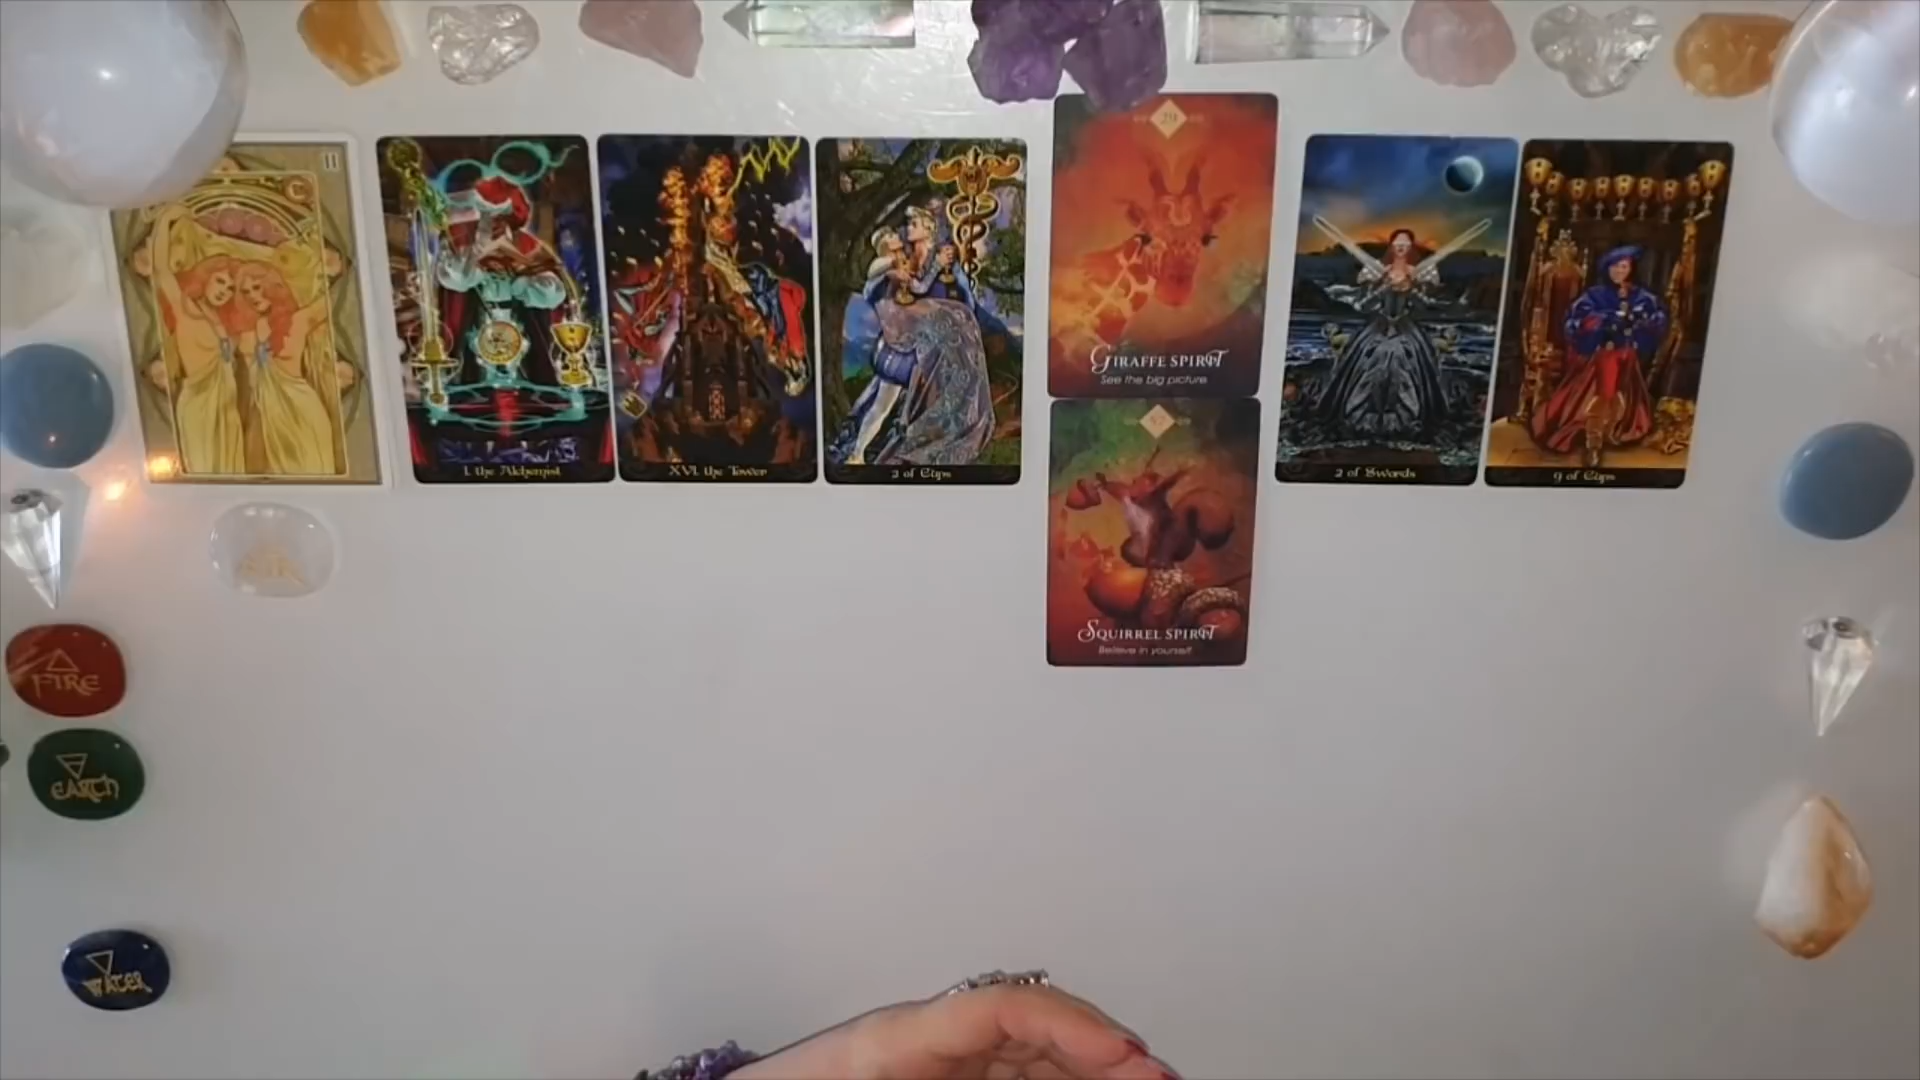 II
I the Alchemist
XVI the Tower
2 of Cups
29
GIRAFFE SPIRIT
See the big picture
SQUIRREL SPIRIT
Believe in yourself
2 of Swords
9 of Cups
AIR
FIRE
EARTH
WATER